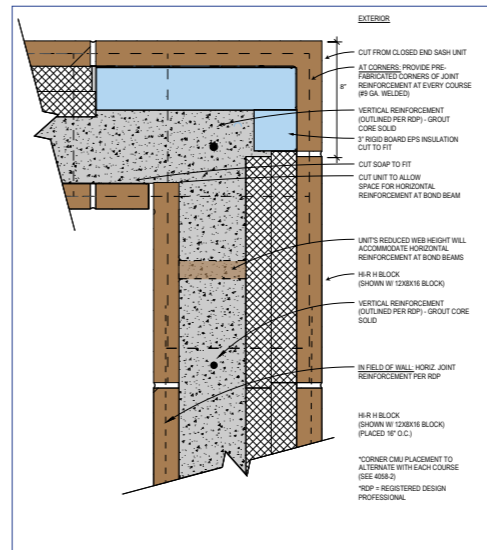 EXTERIOR
CUT FROM CLOSED END SASH UNIT
AT CORNERS: PROVIDE PRE-
FABRICATED CORNERS OF JOINT
REINFORCEMENT AT EVERY COURSE
(#9 GA. WELDED)
8"
VERTICAL REINFORCEMENT
(OUTLINED PER RDP) - GROUT
CORE SOLID
3" RIGID BOARD EPS INSULATION
CUT TO FIT
CUT SOAP TO FIT
CUT UNIT TO ALLOW
SPACE FOR HORIZONTAL
REINFORCEMENT AT BOND BEAM
UNIT'S REDUCED WEB HEIGHT WILL
ACCOMMODATE HORIZONTAL
REINFORCEMENT AT BOND BEAMS
HI-R H BLOCK
(SHOWN W/ 12X8X16 BLOCK)
VERTICAL REINFORCEMENT
(OUTLINED PER RDP) - GROUT CORE
SOLID
IN FIELD OF WALL: HORIZ. JOINT
REINFORCEMENT PER RDP
HI-R H BLOCK
(SHOWN W/ 12X8X16 BLOCK)
(PLACED 16" O.C.)
*CORNER CMU PLACEMENT TO
ALTERNATE WITH EACH COURSE
(SEE 4058-2)
*RDP = REGISTERED DESIGN
PROFESSIONAL